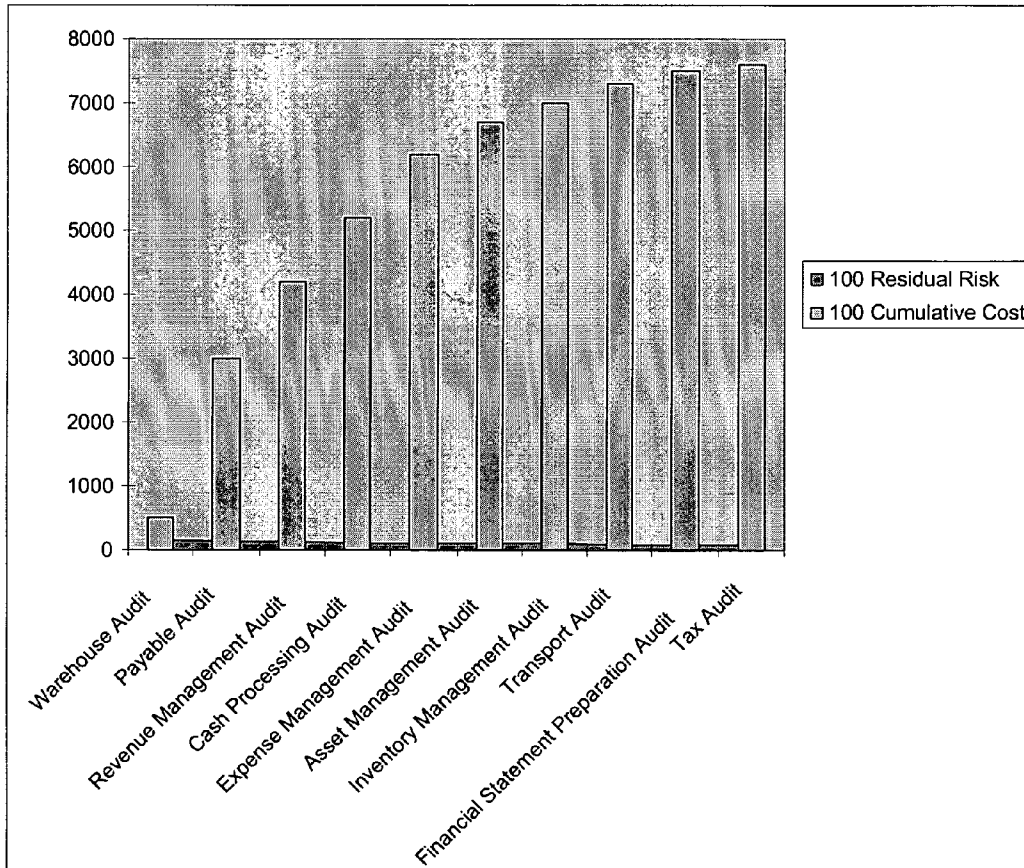 8000
7000
6000
5000
4000
3000
2000
1000
0
Warehouse Audit
Payable Audit
Revenue Management Audit
Cash Processing Audit
Expense Management Audit
Asset Management Audit
Inventory Management Audit
Transport Audit
Financial Statement Preparation Audit
Tax Audit
100 Residual Risk
100 Cumulative Cost